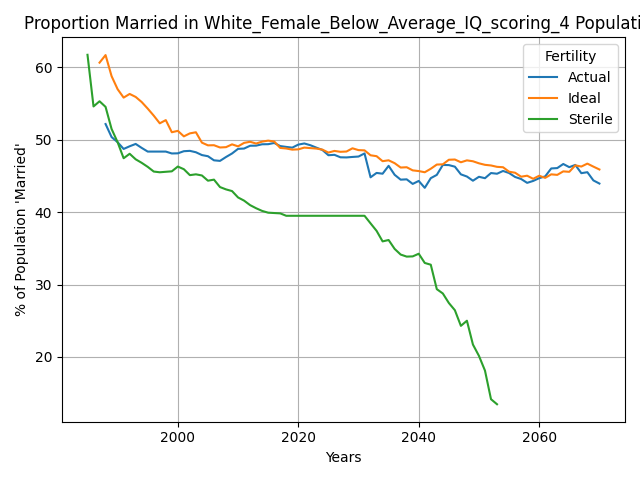 Proportion Married in White_Female_Below_Average_IQ_scoring_4 Populati
Fertility
Actual
Ideal
Sterile
% of Population 'Married'
60
50
40
30
20
2000 2020 2040 2060
Years